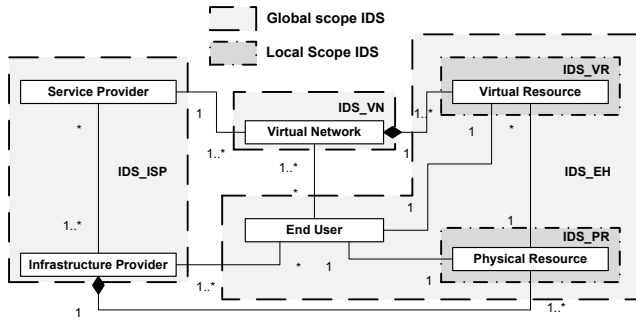 Global scope IDS
Local Scope IDS
IDS_VR
Service Provider
Virtual Resource
IDS_VN
1
1..*
*
Virtual Network
1..*
1
1
*
IDS_ISP
1..*
IDS_EH
*
1
1..*
End User
1
IDS_PR
1
Infrastructure Provider
*
1
Physical Resource
1..*
1
1
1..*